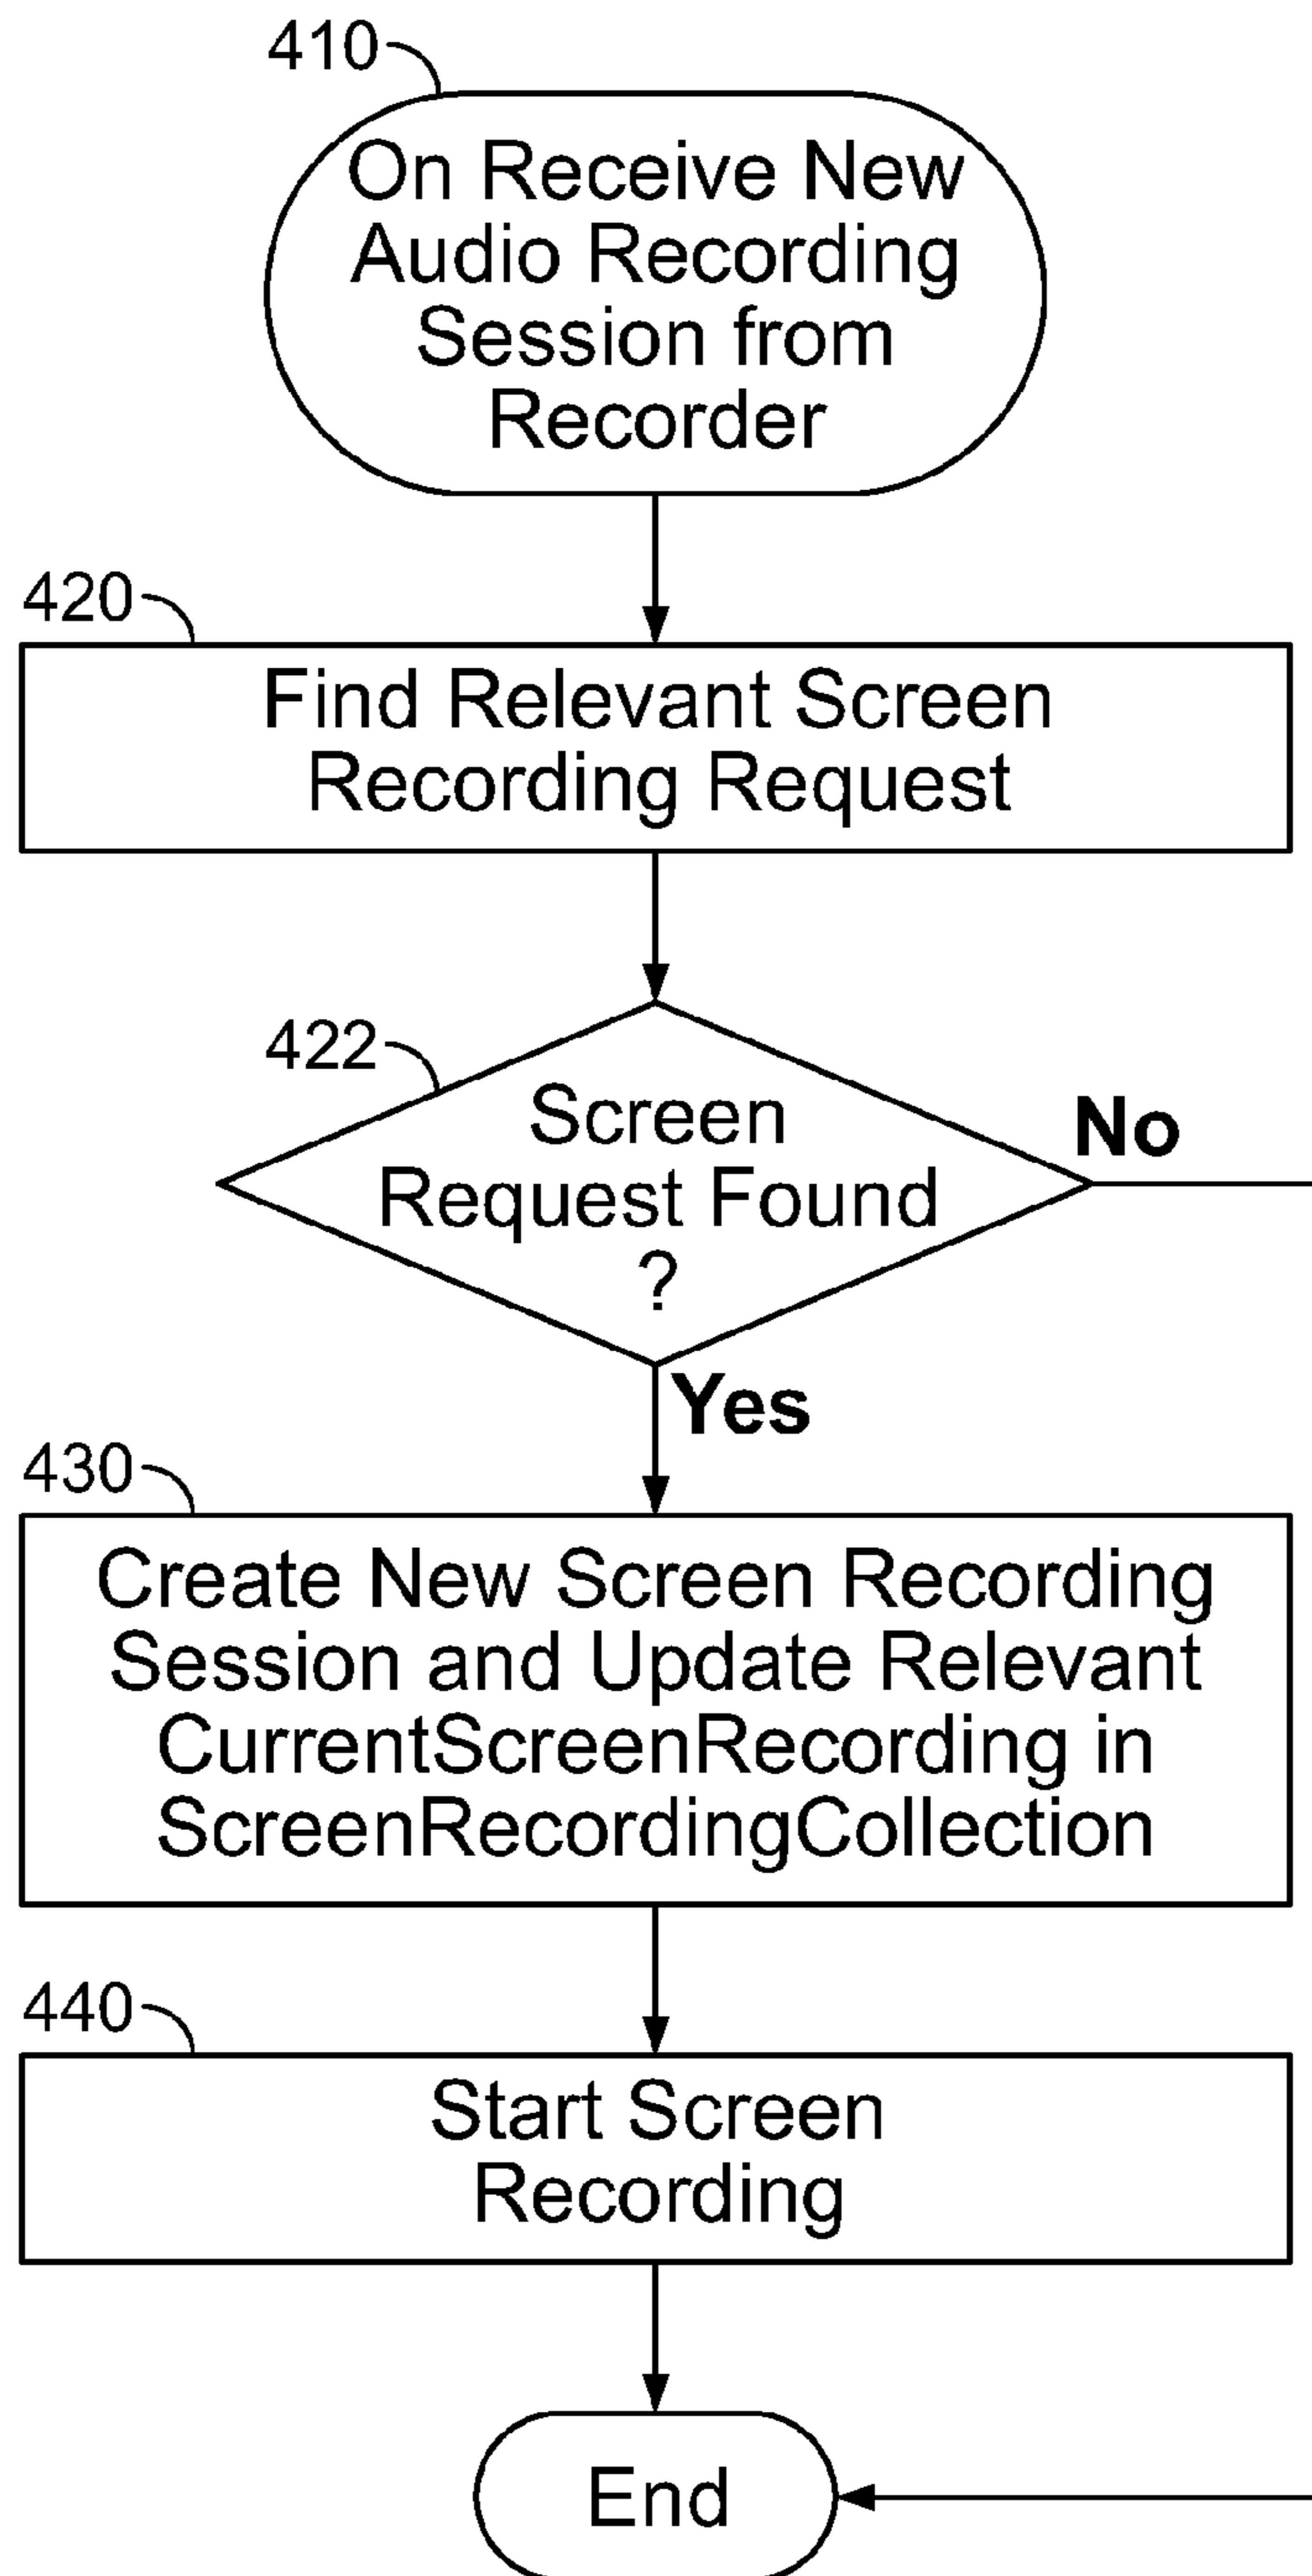 410
On Receive New
Audio Recording
Session from
Recorder
420
Find Relevant Screen
Recording Request
422
Screen
Request Found
?
No
Yes
430
Create New Screen Recording
Session and Update Relevant
CurrentScreenRecording in
ScreenRecordingCollection
440
Start Screen
Recording
End